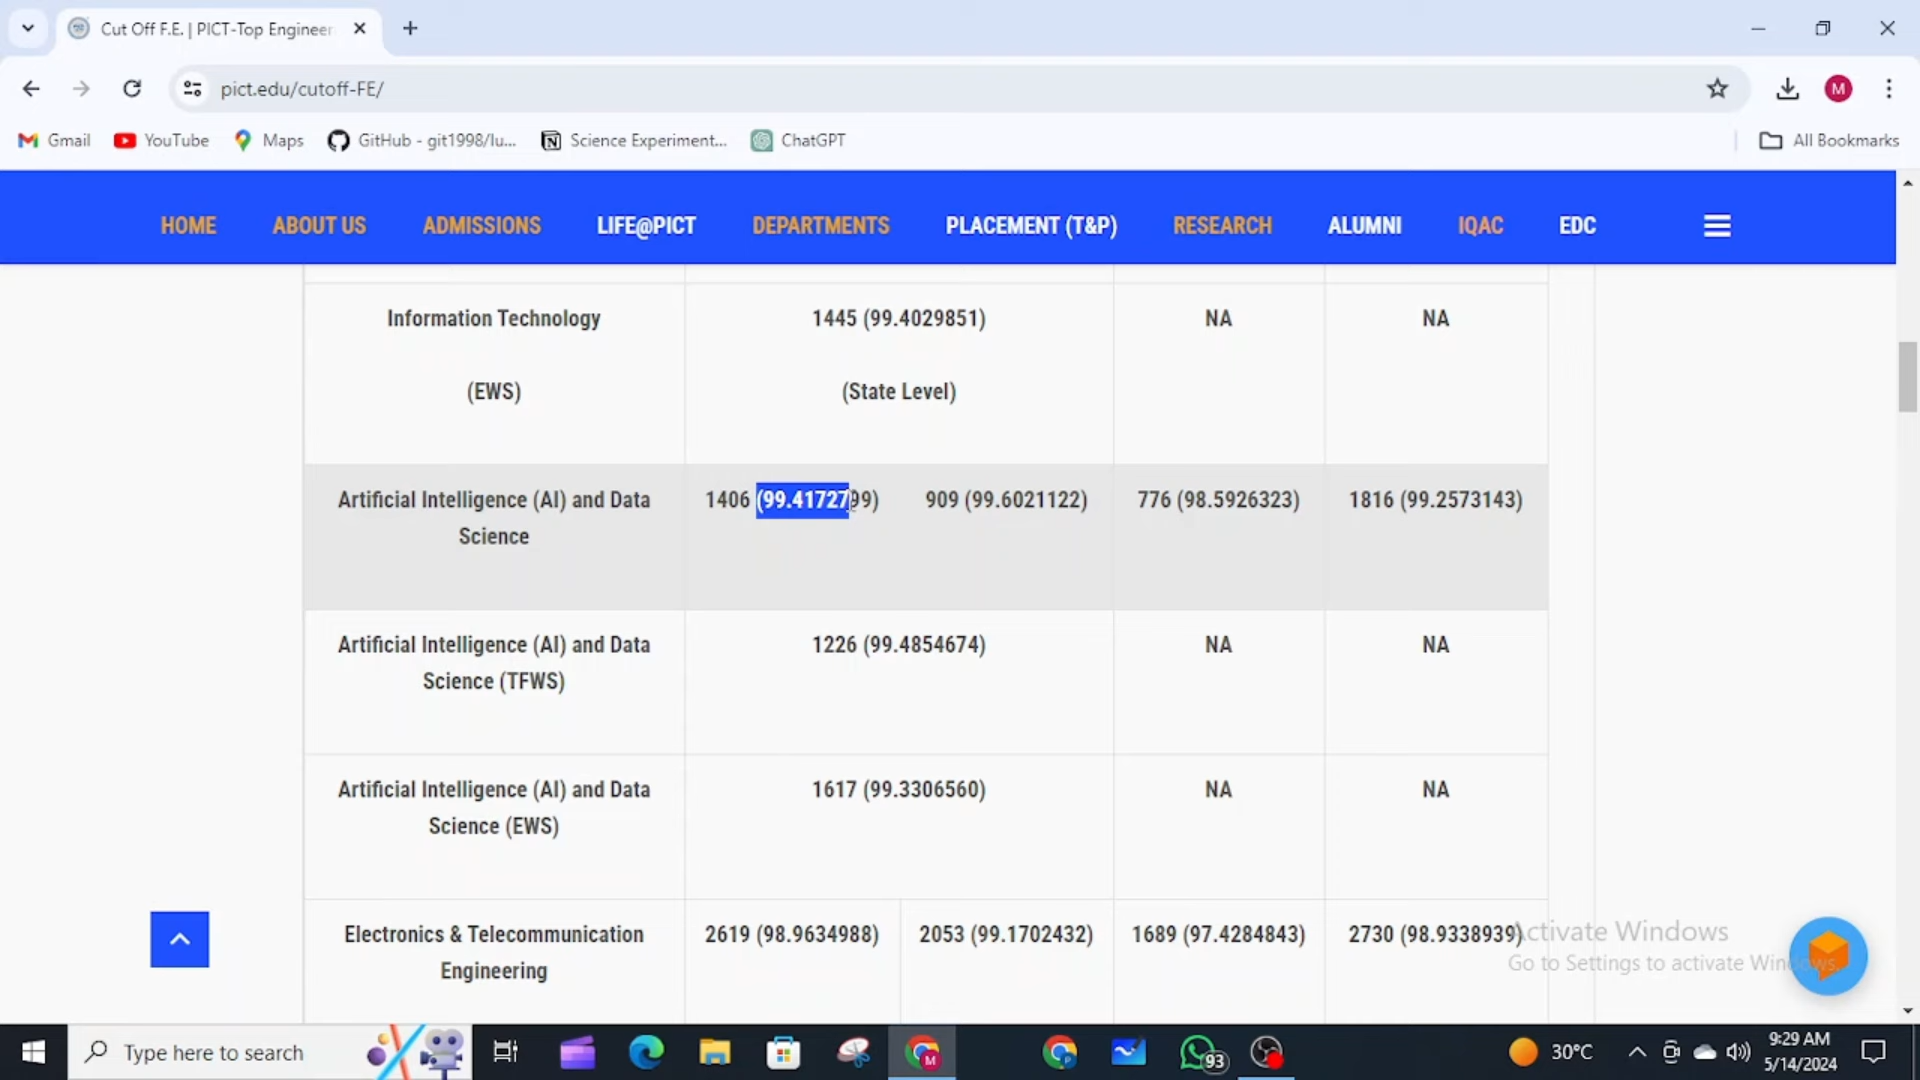 Cut Off F.E. | PICT-Top Engineer
pict.edu/cutoff-FE/
M
Gmail
YouTube
Maps
GitHub - git1998/lu...
Science Experiment...
ChatGPT
All Bookmarks
HOME ABOUT US ADMISSIONS LIFE@PICT DEPARTMENTS PLACEMENT (T&P) RESEARCH ALUMNI IQAC EDC
Information Technology 1445 (99.4029851) NA NA
(EWS) (State Level)
Artificial Intelligence (AI) and Data 1406 (99.4172799) 909 (99.6021122) 776 (98.5926323) 1816 (99.2573143)
Science
Artificial Intelligence (AI) and Data 1226 (99.4854674) NA NA
Science (TFWS)
Artificial Intelligence (AI) and Data 1617 (99.3306560) NA NA
Science (EWS)
Electronics & Telecommunication 2619 (98.9634988) 2053 (99.1702432) 1689 (97.4284843) 2730 (98.9338939)
Engineering
Activate Windows
Go to Settings to activate Windows.
Type here to search
M
93
30°C
9:29 AM
5/14/2024